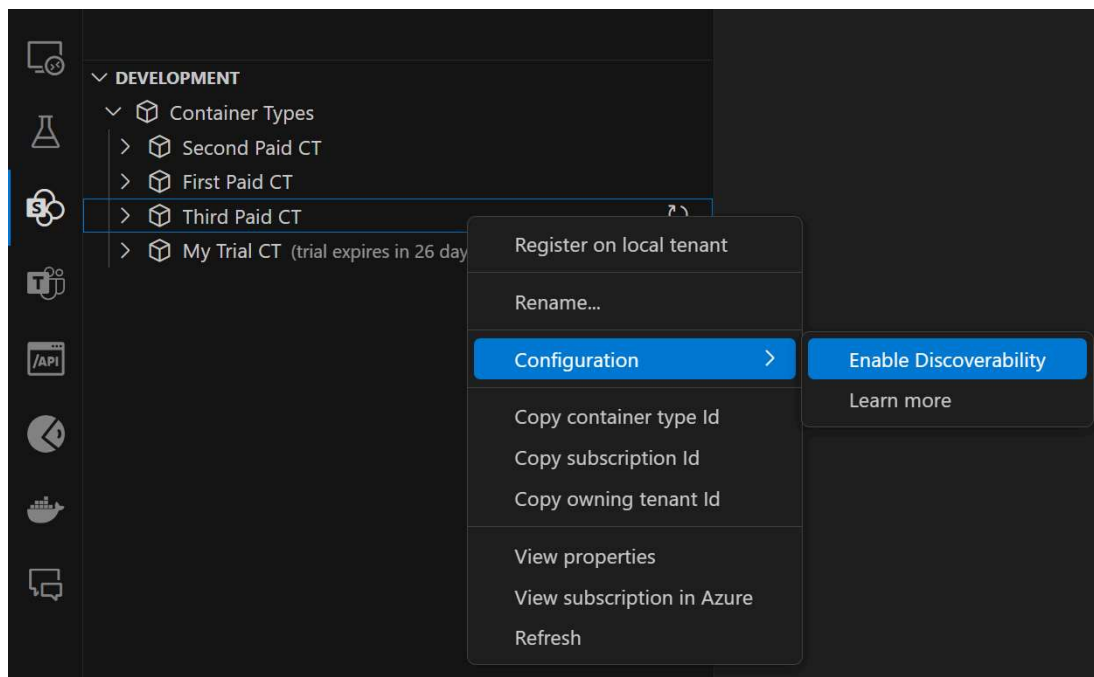 DEVELOPMENT
Container Types
Second Paid CT
First Paid CT
Third Paid CT
My Trial CT (trial expires in 26 day
Register on local tenant
Rename...
Configuration
Enable Discoverability
Learn more
Copy container type Id
Copy subscription Id
Copy owning tenant Id
View properties
View subscription in Azure
Refresh
S
T
/API